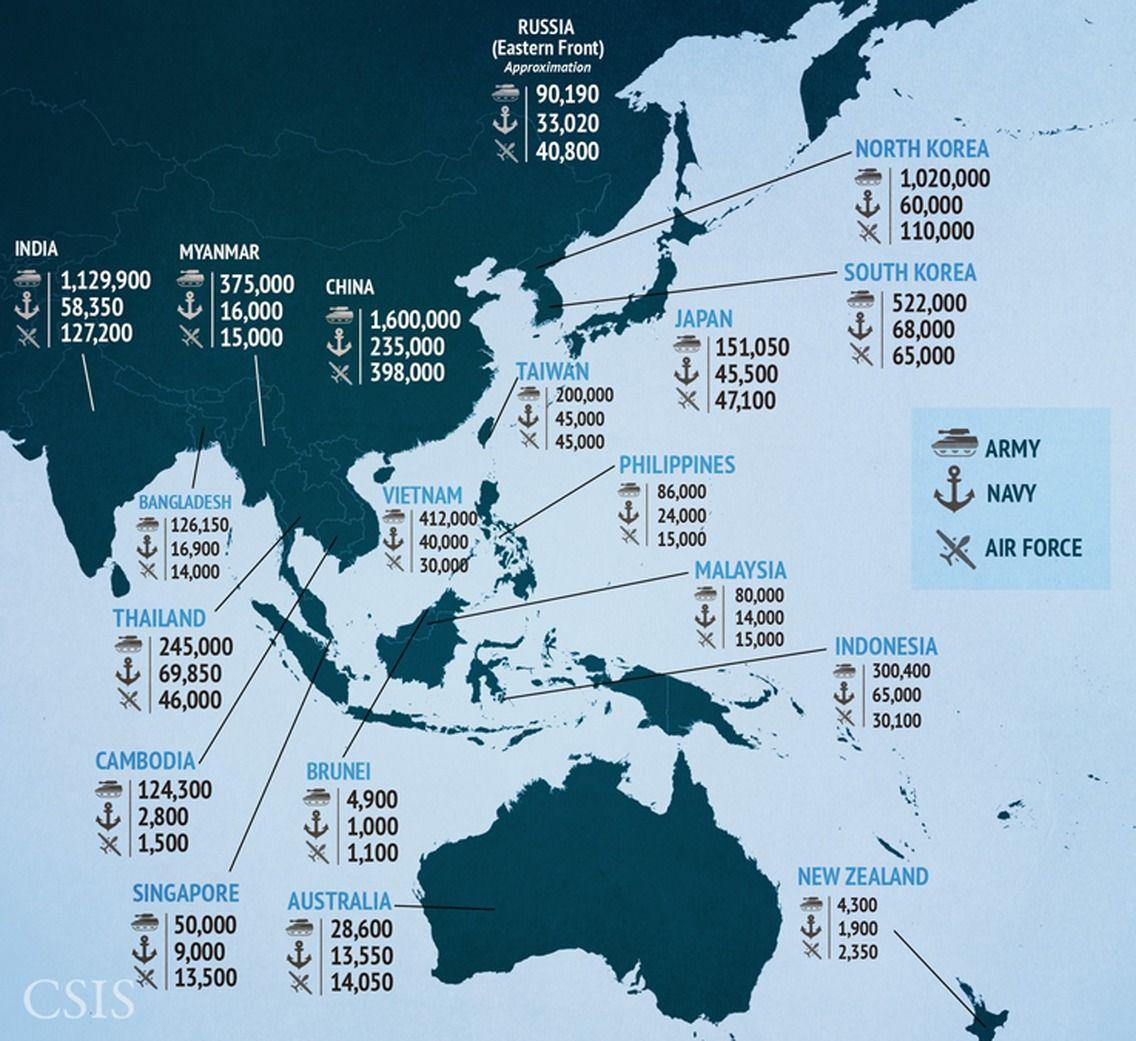 RUSSIA
(Eastern Front)
Approximation
90,190
33,020
40,800
NORTH KOREA
1,020,000
60,000
110,000
INDIA
1,129,900
58,350
127,200
MYANMAR
375,000
16,000
15,000
CHINA
1,600,000
235,000
398,000
SOUTH KOREA
522,000
68,000
65,000
JAPAN
151,050
45,500
47,100
TAIWAN
200,000
45,000
45,000
ARMY
NAVY
AIR FORCE
PHILIPPINES
86,000
24,000
15,000
BANGLADESH
126,150
16,900
14,000
VIETNAM
412,000
40,000
30,000
MALAYSIA
80,000
14,000
15,000
THAILAND
245,000
69,850
46,000
INDONESIA
300,400
65,000
30,100
CAMBODIA
124,300
2,800
1,500
BRUNEI
4,900
1,000
1,100
SINGAPORE
50,000
9,000
13,500
AUSTRALIA
28,600
13,550
14,050
NEW ZEALAND
4,300
1,900
2,350
CSIS